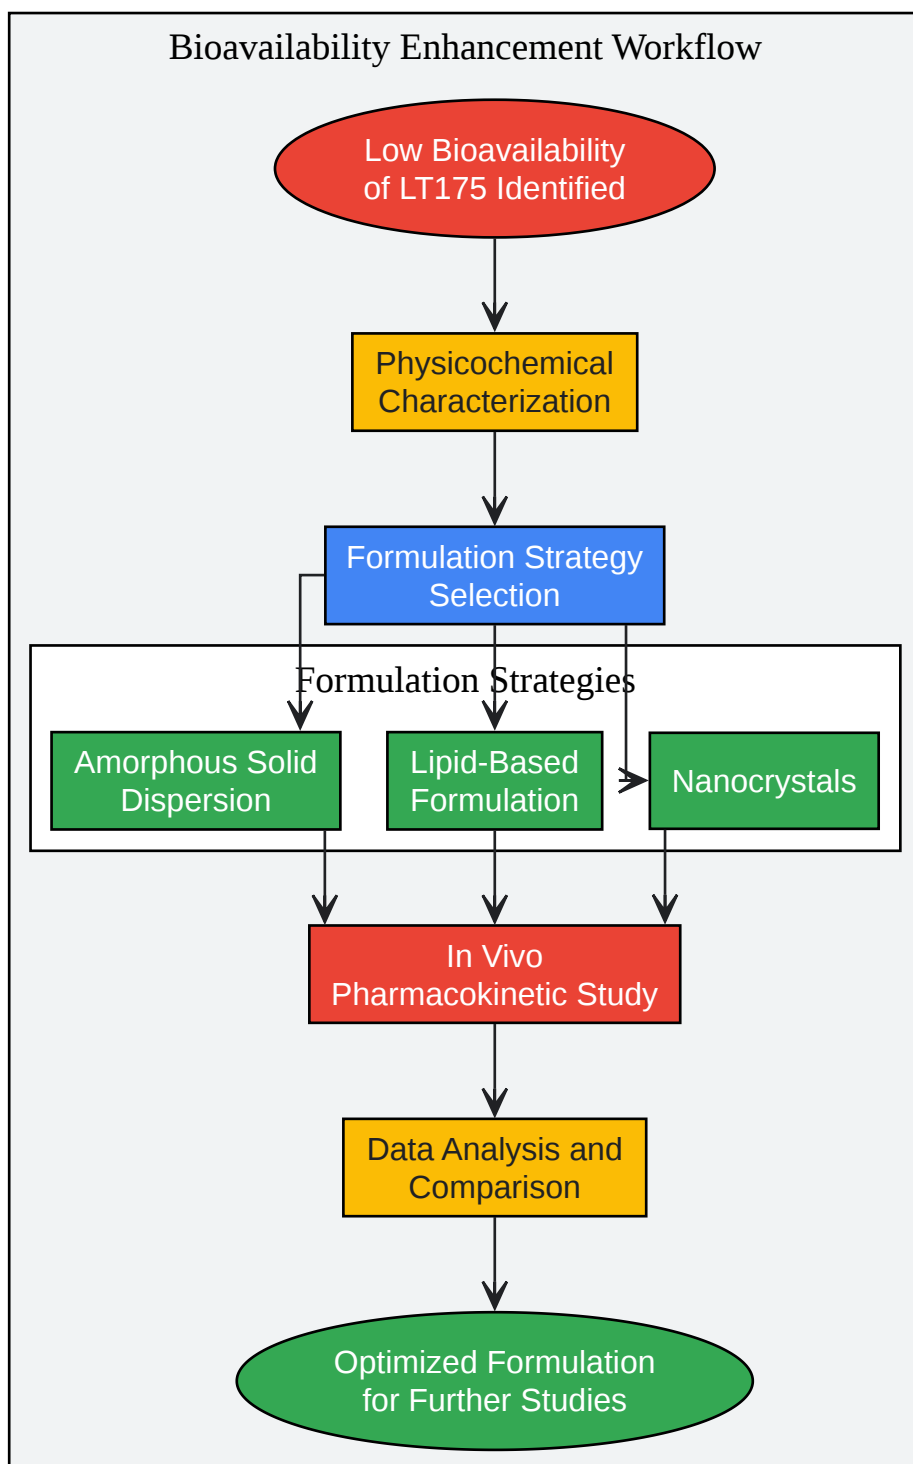 Bioavailability Enhancement Workflow
Low Bioavailability
of LT175 Identified
Physicochemical
Characterization
Formulation Strategy
Selection
Formulation Strategies
Amorphous Solid
Dispersion
Lipid-Based
Formulation
Nanocrystals
In Vivo
Pharmacokinetic Study
Data Analysis and
Comparison
Optimized Formulation
for Further Studies